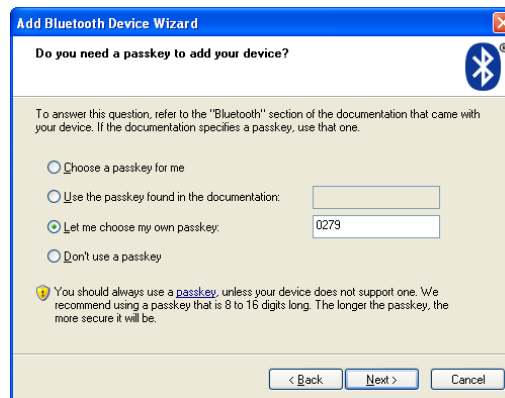 Add Bluetooth Device Wizard
Do you need a passkey to add your device?
To answer this question, refer to the "Bluetooth" section of the documentation that came with
your device. If the documentation specifies a passkey, use that one.
Choose a passkey for me
Use the passkey found in the documentation:
Let me choose my own passkey:
0279
Don't use a passkey
You should always use a passkey, unless your device does not support one. We
recommend using a passkey that is 8 to 16 digits long. The longer the passkey, the
more secure it will be.
< Back
Next >
Cancel